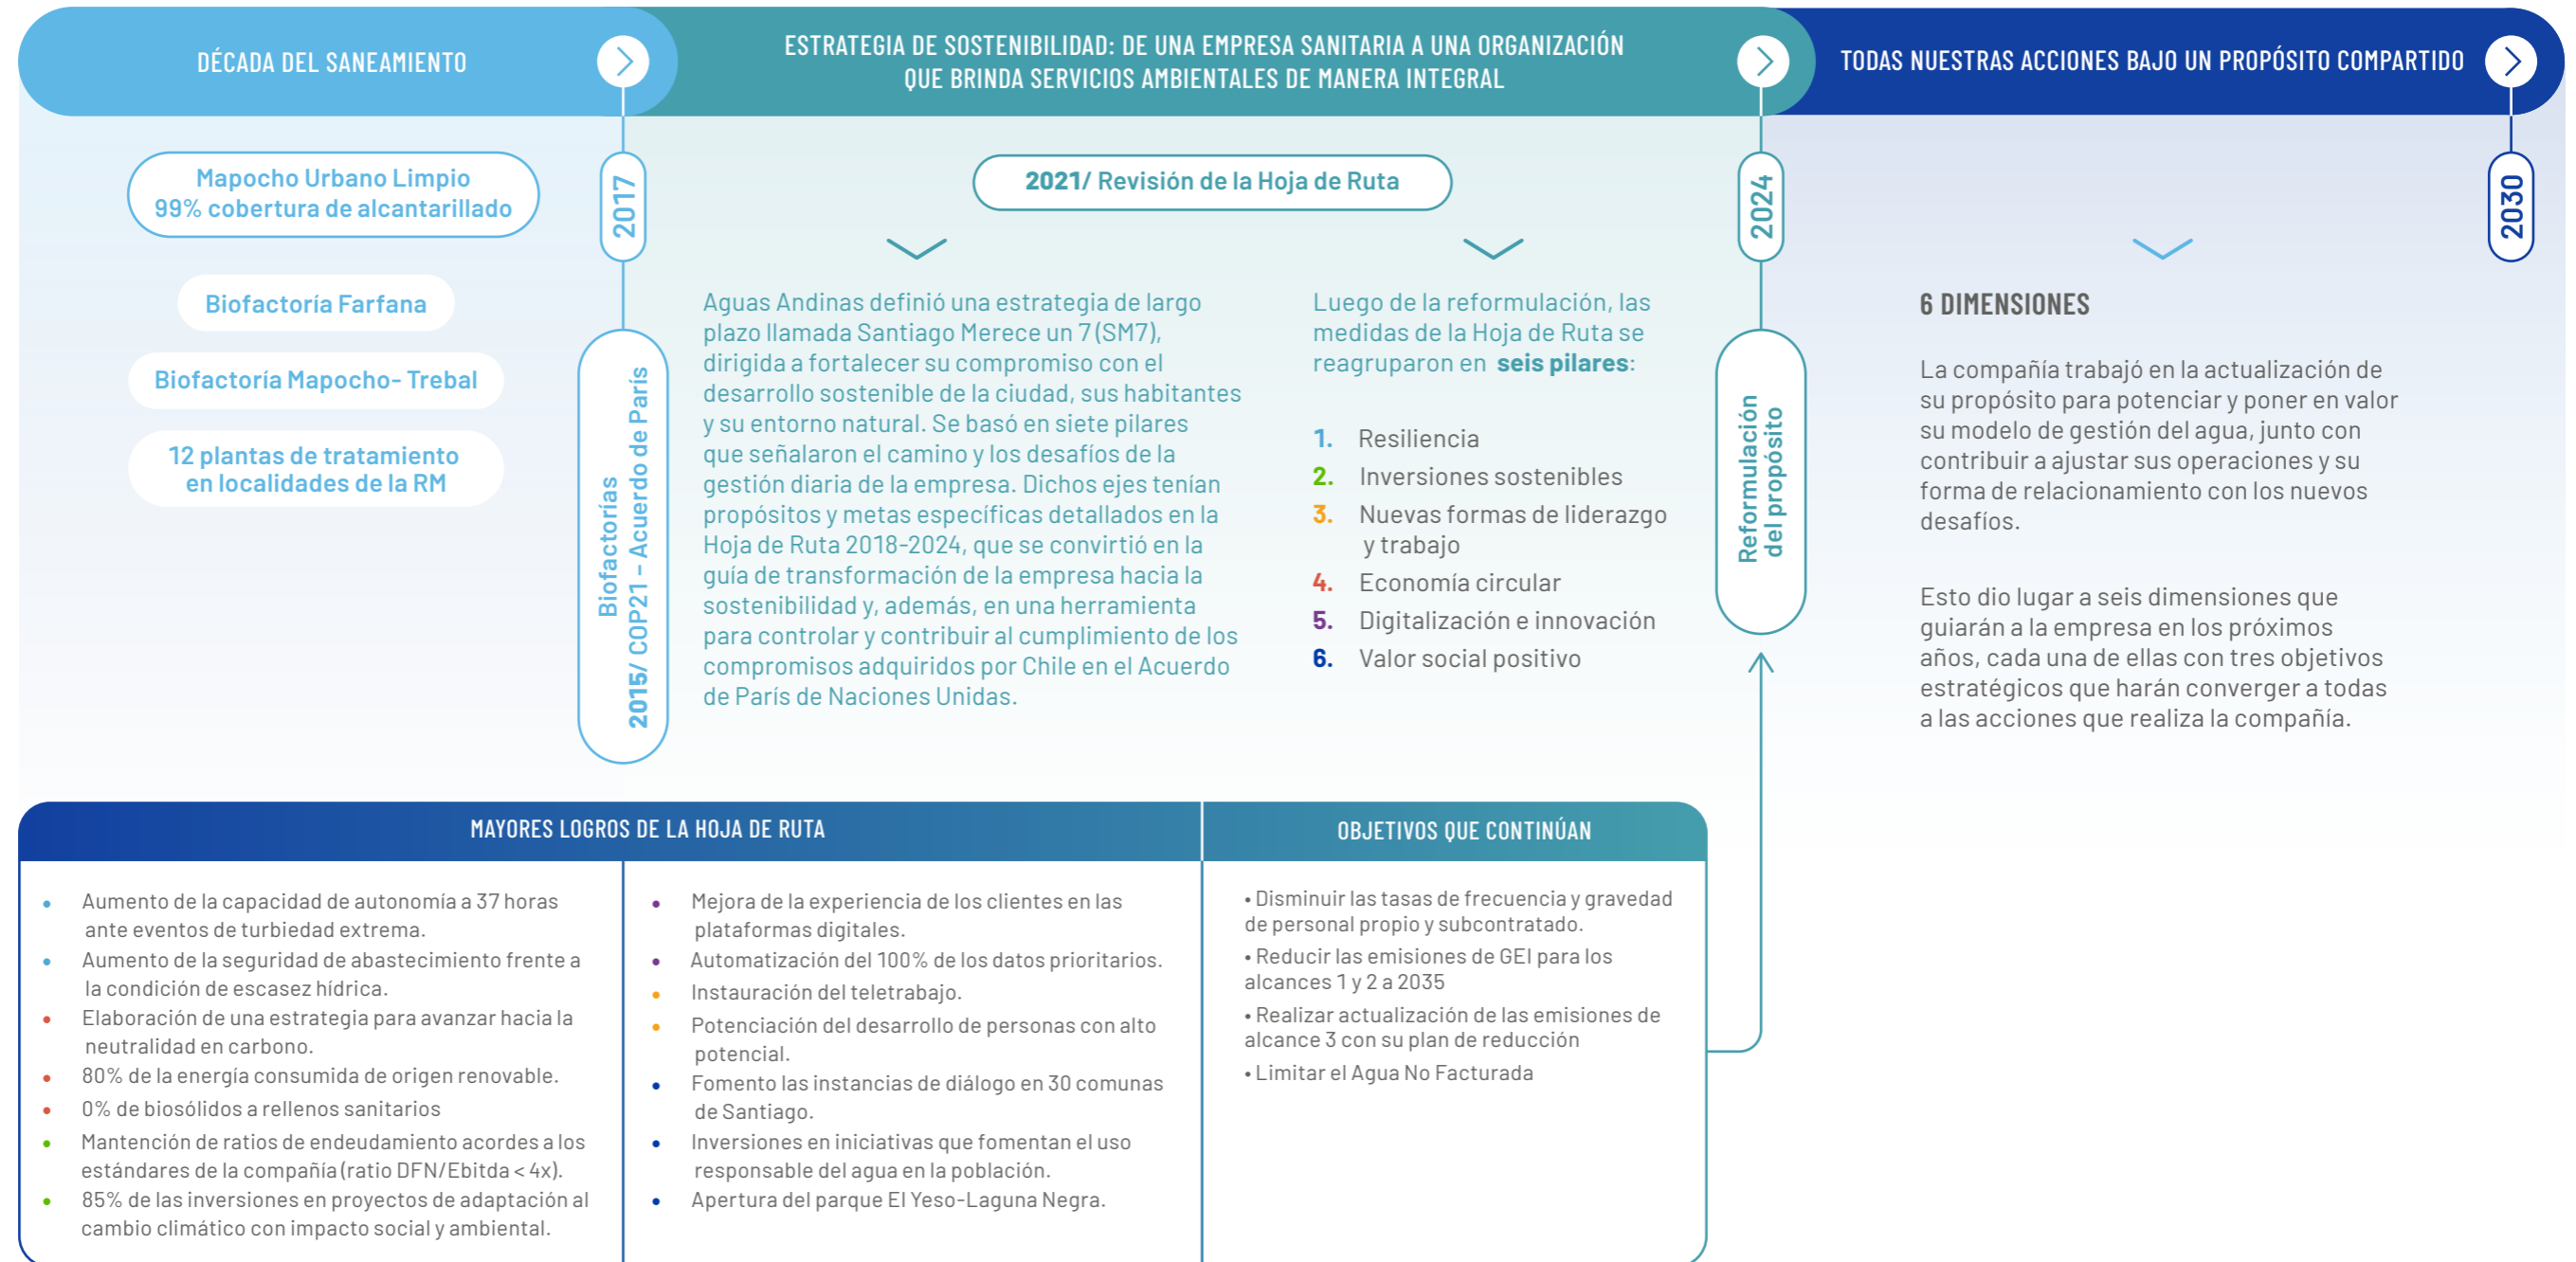 DÉCADA DEL SANEAMIENTO
Mapocho Urbano Limpio
99% cobertura de alcantarillado
Biofactoría Farfana
Biofactoría Mapocho- Trebal
12 plantas de tratamiento
en localidades de la RM
2017
Biofactorías
2015/ COP21 – Acuerdo de París
ESTRATEGIA DE SOSTENIBILIDAD: DE UNA EMPRESA SANITARIA A UNA ORGANIZACIÓN
QUE BRINDA SERVICIOS AMBIENTALES DE MANERA INTEGRAL
2021/ Revisión de la Hoja de Ruta
Aguas Andinas definió una estrategia de largo
plazo llamada Santiago Merece un 7 (SM7),
dirigida a fortalecer su compromiso con el
desarrollo sostenible de la ciudad, sus habitantes
y su entorno natural. Se basó en siete pilares
que señalaron el camino y los desafíos de la
gestión diaria de la empresa. Dichos ejes tenían
propósitos y metas específicas detallados en la
Hoja de Ruta 2018-2024, que se convirtió en la
guía de transformación de la empresa hacia la
sostenibilidad y, además, en una herramienta
para controlar y contribuir al cumplimiento de los
compromisos adquiridos por Chile en el Acuerdo
de París de Naciones Unidas.
Luego de la reformulación, las
medidas de la Hoja de Ruta se
reagruparon en seis pilares:
1. Resiliencia
2. Inversiones sostenibles
3. Nuevas formas de liderazgo
y trabajo
4. Economía circular
5. Digitalización e innovación
6. Valor social positivo
2024
Reformulación
del propósito
TODAS NUESTRAS ACCIONES BAJO UN PROPÓSITO COMPARTIDO
2030
6 DIMENSIONES
La compañía trabajó en la actualización de
su propósito para potenciar y poner en valor
su modelo de gestión del agua, junto con
contribuir a ajustar sus operaciones y su
forma de relacionamiento con los nuevos
desafíos.
Esto dio lugar a seis dimensiones que
guiarán a la empresa en los próximos
años, cada una de ellas con tres objetivos
estratégicos que harán converger a todas
a las acciones que realiza la compañía.
MAYORES LOGROS DE LA HOJA DE RUTA
• Aumento de la capacidad de autonomía a 37 horas
ante eventos de turbiedad extrema.
• Aumento de la seguridad de abastecimiento frente a
la condición de escasez hídrica.
• Elaboración de una estrategia para avanzar hacia la
neutralidad en carbono.
• 80% de la energía consumida de origen renovable.
• 0% de biosólidos a rellenos sanitarios
• Mantención de ratios de endeudamiento acordes a los
estándares de la compañía (ratio DFN/Ebitda < 4x).
• 85% de las inversiones en proyectos de adaptación al
cambio climático con impacto social y ambiental.
• Mejora de la experiencia de los clientes en las
plataformas digitales.
• Automatización del 100% de los datos prioritarios.
• Instauración del teletrabajo.
• Potenciación del desarrollo de personas con alto
potencial.
• Fomento las instancias de diálogo en 30 comunas
de Santiago.
• Inversiones en iniciativas que fomentan el uso
responsable del agua en la población.
• Apertura del parque El Yeso-Laguna Negra.
OBJETIVOS QUE CONTINÚAN
• Disminuir las tasas de frecuencia y gravedad
de personal propio y subcontratado.
• Reducir las emisiones de GEI para los
alcances 1 y 2 a 2035
• Realizar actualización de las emisiones de
alcance 3 con su plan de reducción
• Limitar el Agua No Facturada